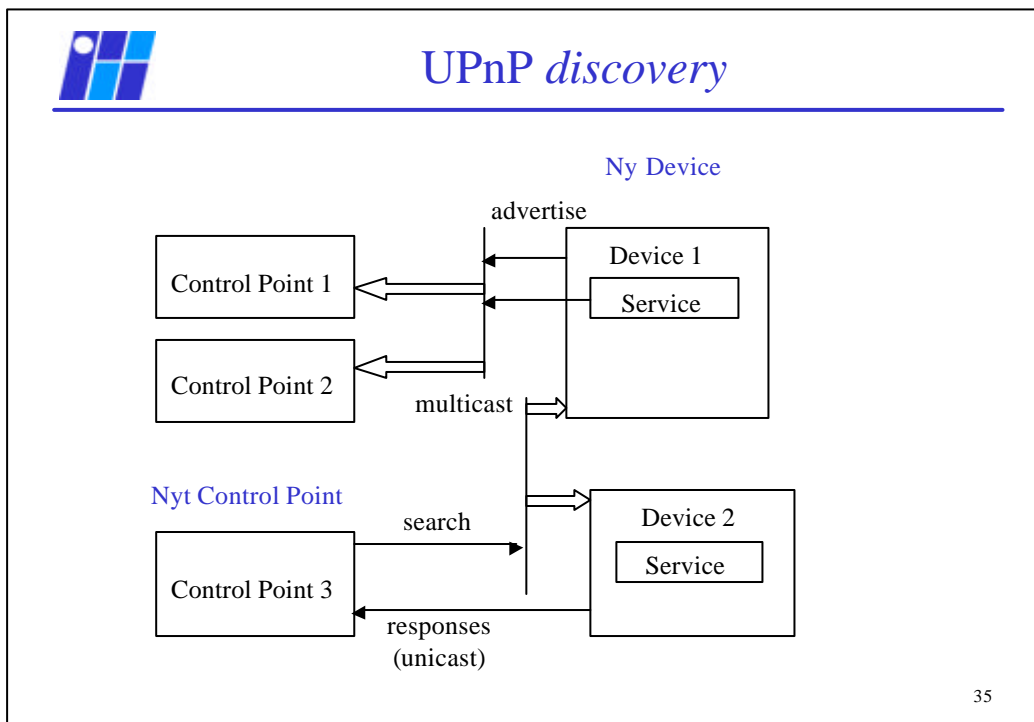 UPnP discovery
Ny Device
advertise
Device 1
Control Point 1
Service
Control Point 2
multicast
Nyt Control Point
search
Device 2
Service
Control Point 3
responses
(unicast)
35